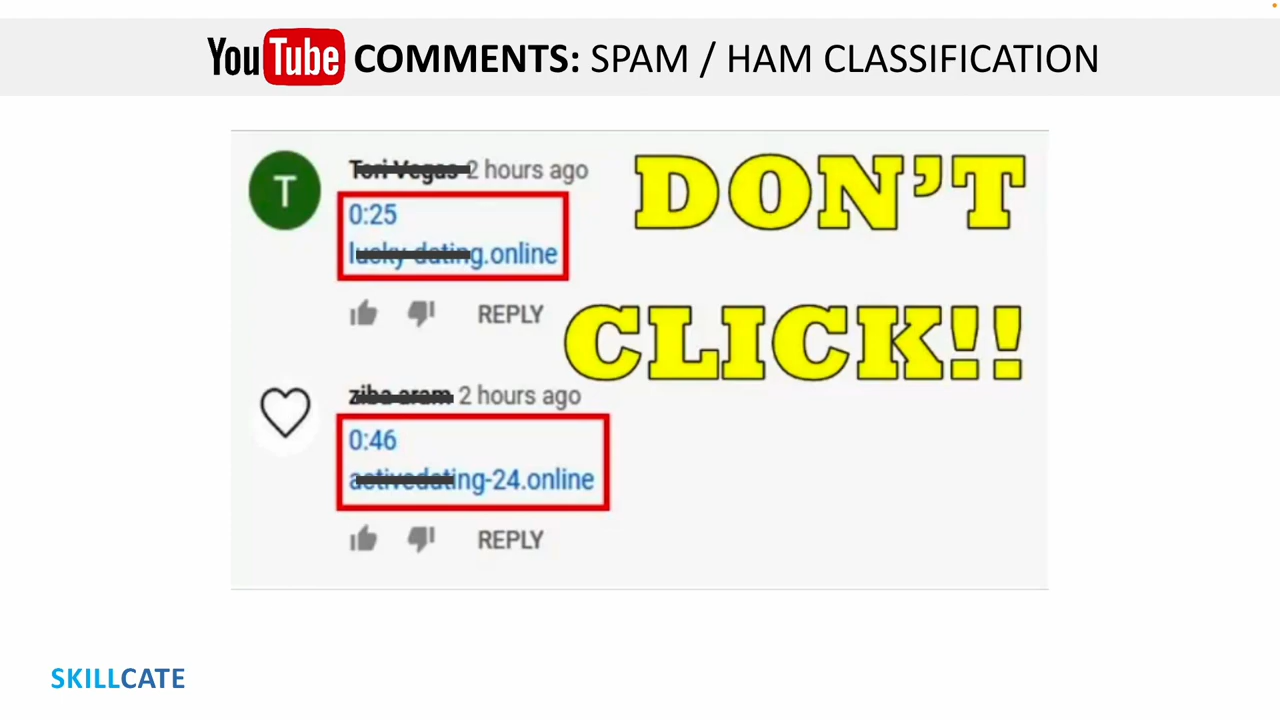 YouTube COMMENTS: SPAM / HAM CLASSIFICATION
T
Tori Vegas 2 hours ago
0:25
lucky-dating.online
REPLY
DON'T
CLICK!!
ziba aram 2 hours ago
0:46
activedating-24.online
REPLY
SKILLCATE